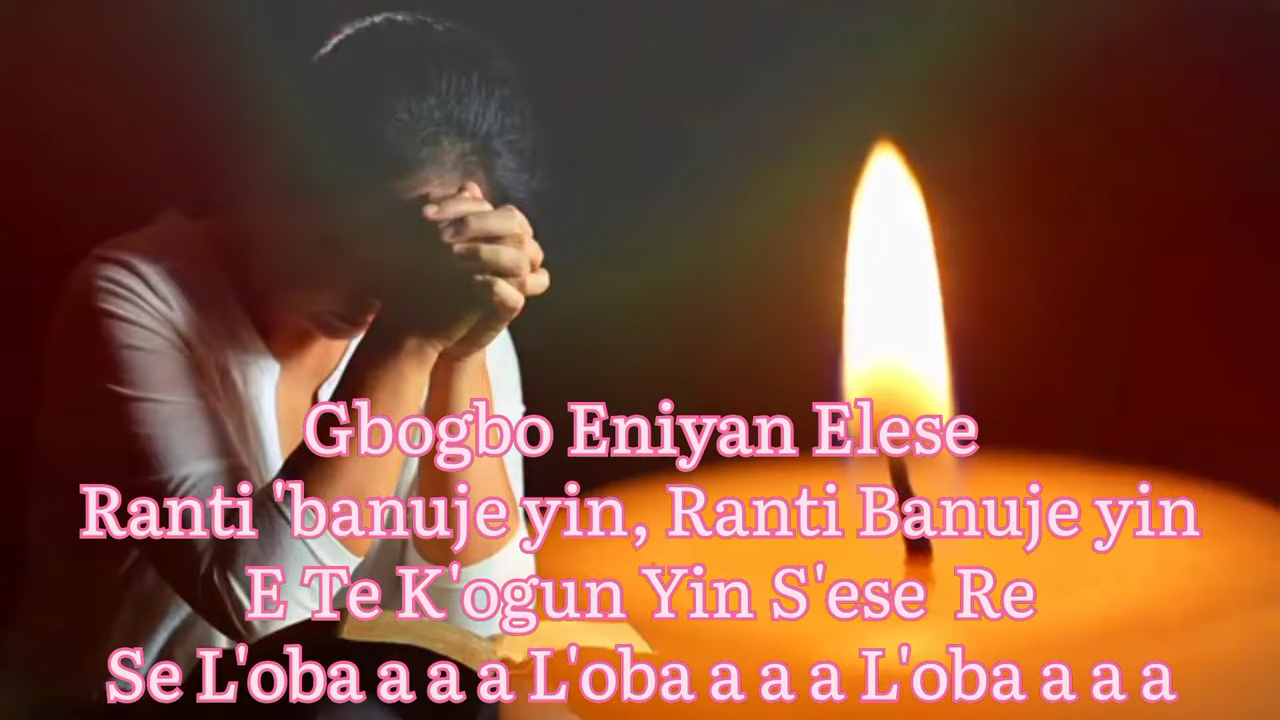 Gbogbo Eniyan Elese
Ranti 'banuje yin, Ranti Banuje yin
E Te K'ogun Yin S'ese Re
Se L'oba a a a L'oba a a a L'oba a a a